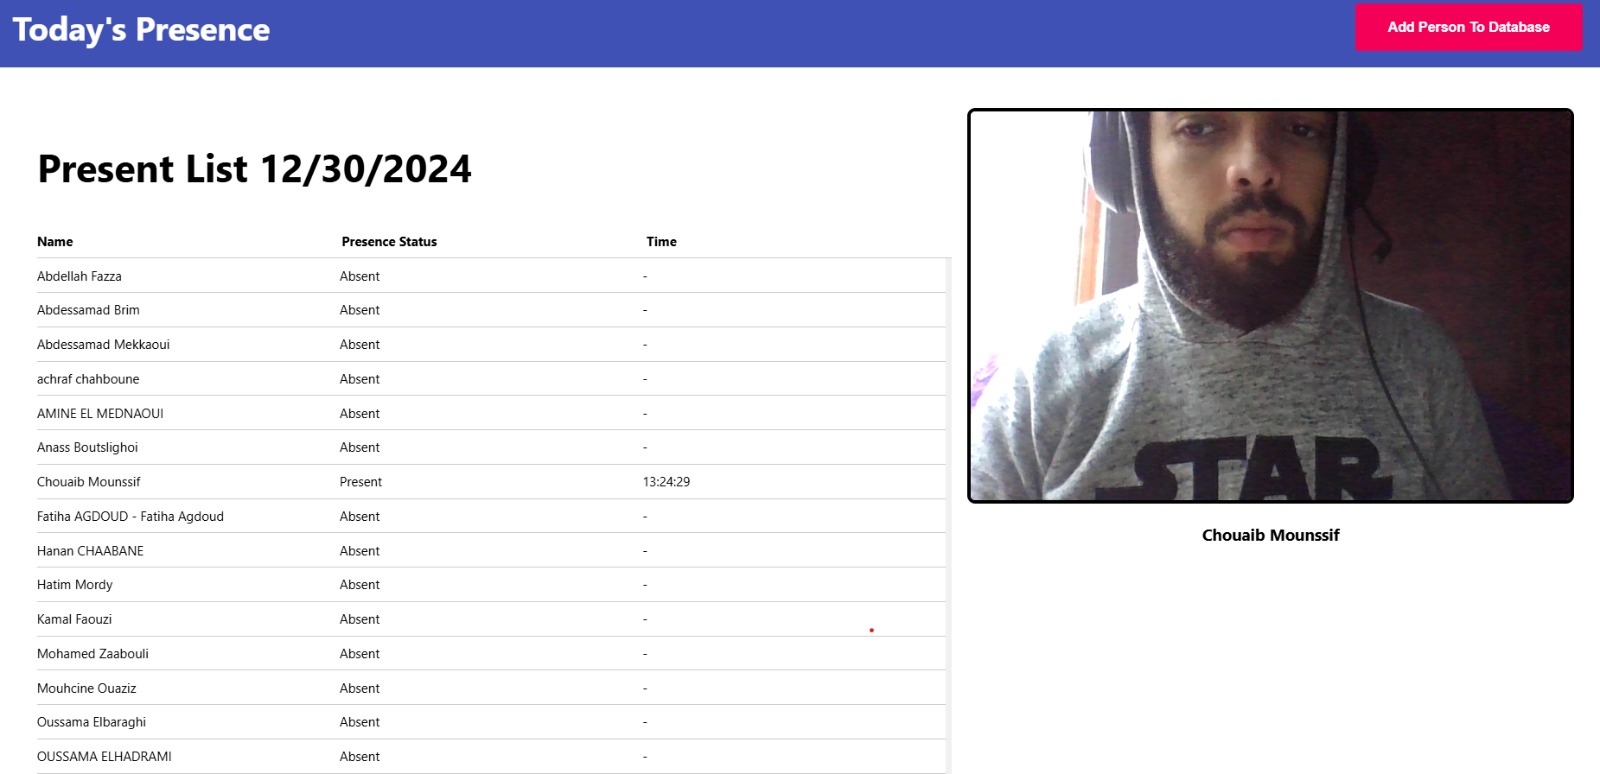 Today's Presence
Add Person To Database
Present List 12/30/2024
Name Presence Status Time
Abdellah Fazza Absent -
Abdessamad Brim Absent -
Abdessamad Mekkaoui Absent -
achraf chahboune Absent -
AMINE EL MEDNAOUI Absent -
Anass Boutslighoi Absent -
Chouaib Mounssif Present 13:24:29
Fatiha AGDOUD - Fatiha Agdoud Absent -
Hanan CHAABANE Absent -
Hatim Mordy Absent -
Kamal Faouzi Absent -
Mohamed Zaabouli Absent -
Mouhcine Ouaziz Absent -
Oussama Elbaraghi Absent -
OUSSAMA ELHADRAMI Absent -
STAR
Chouaib Mounssif